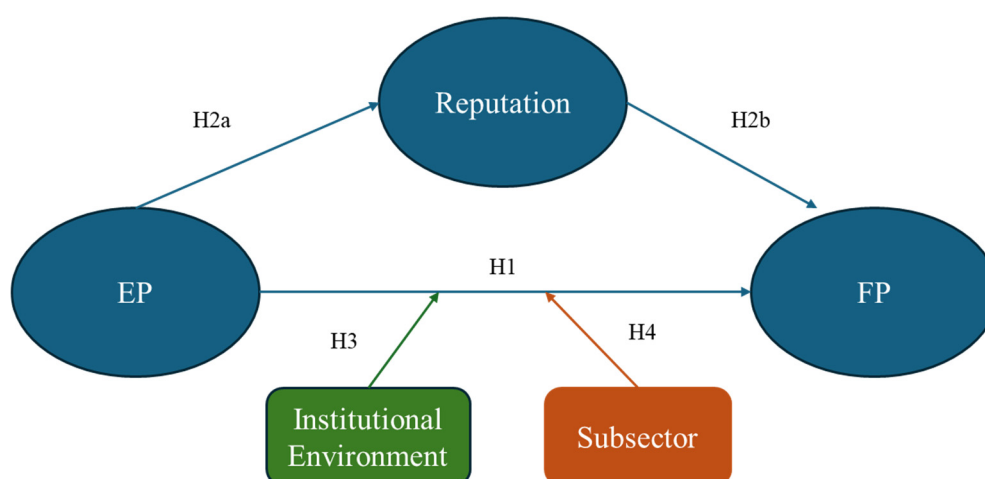 Reputation
H2a
H2b
H1
EP
FP
H3
H4
Institutional
Environment
Subsector